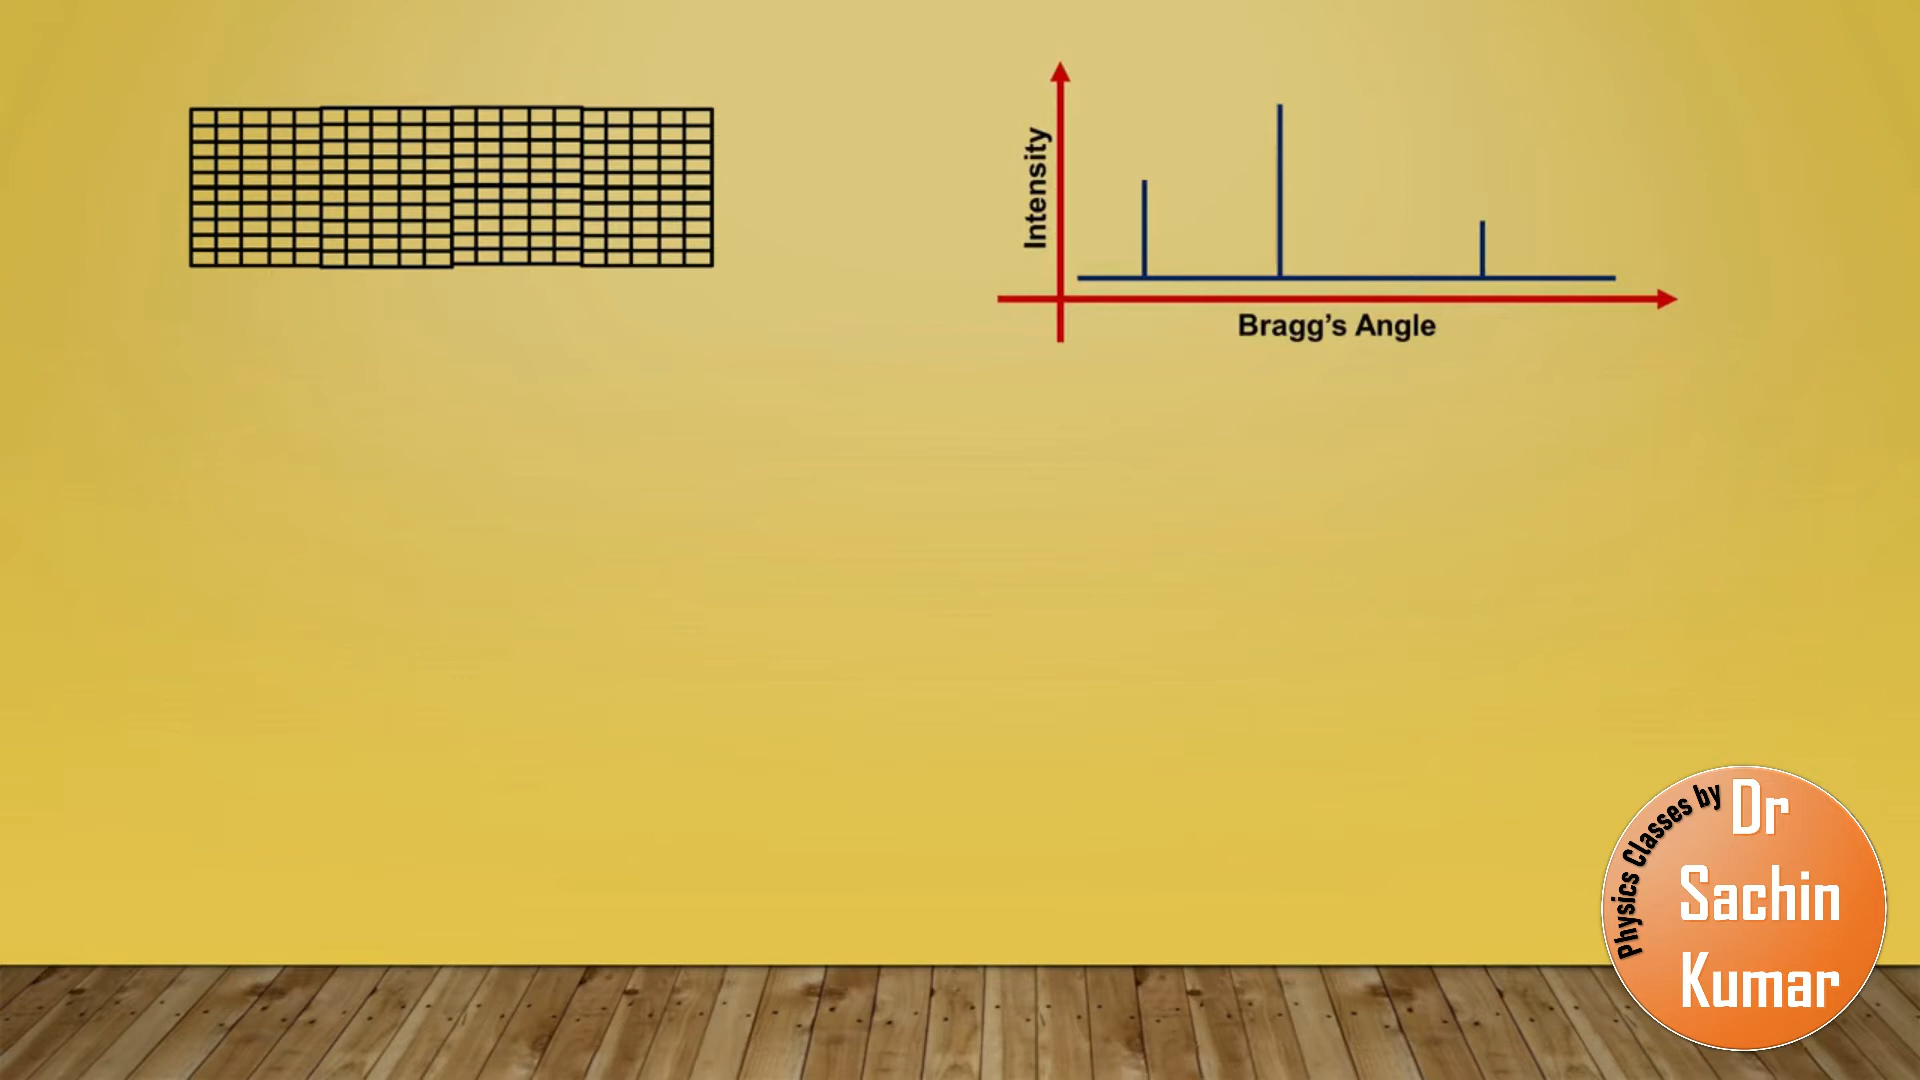 Intensity
Bragg's Angle
Physics Classes by
Dr
Sachin
Kumar